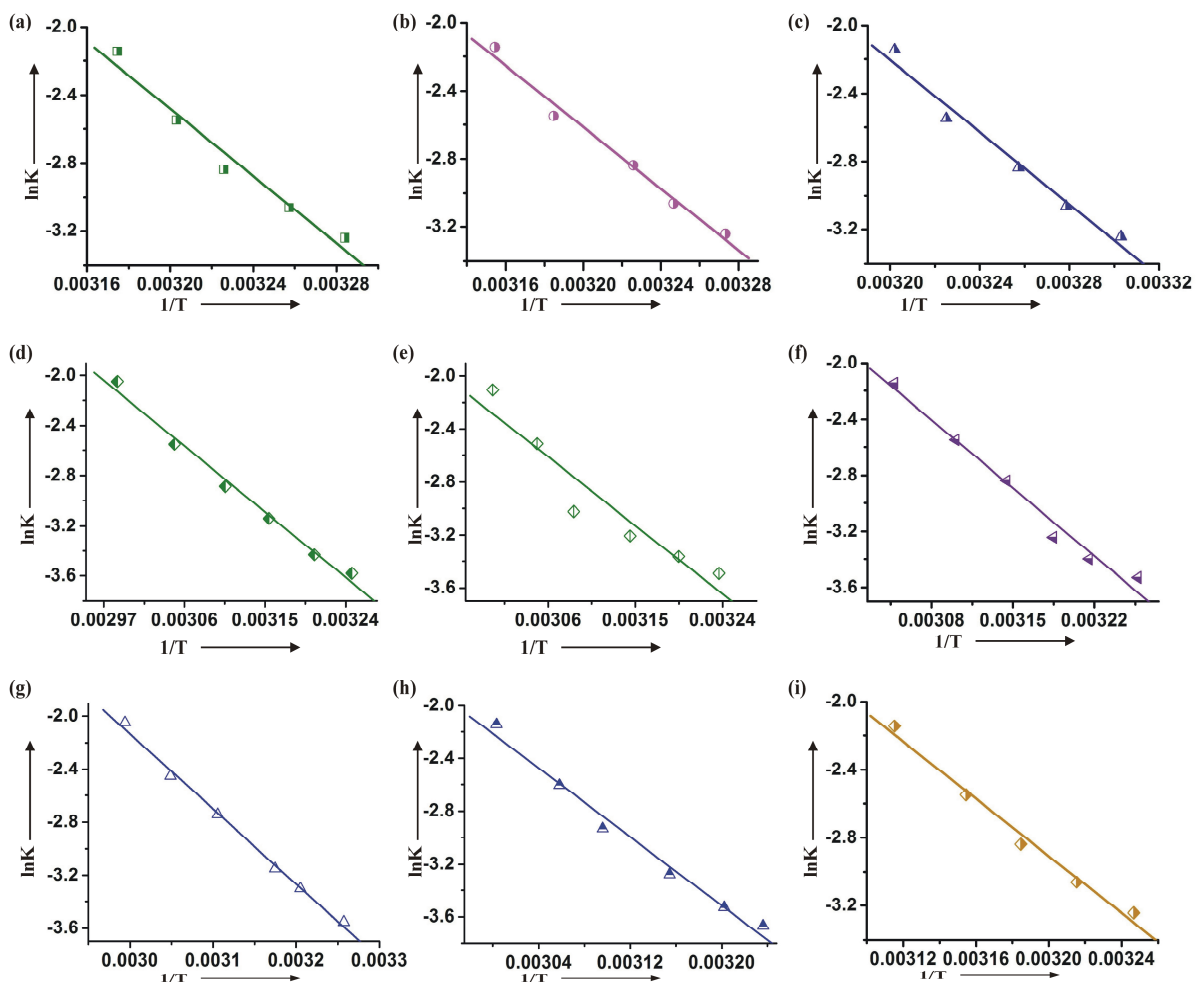 (a)
-2.0
-2.4
-2.8
-3.2
lnK
0.00316 0.00320 0.00324 0.00328
1/T
(b)
-2.0
-2.4
-2.8
-3.2
lnK
0.00316 0.00320 0.00324 0.00328
1/T
(c)
-2.0
-2.4
-2.8
-3.2
lnK
0.00320 0.00324 0.00328 0.00332
1/T
(d)
-2.0
-2.4
-2.8
-3.2
-3.6
lnK
0.00297 0.00306 0.00315 0.00324
1/T
(e)
-2.0
-2.4
-2.8
-3.2
-3.6
lnK
0.00306 0.00315 0.00324
1/T
(f)
-2.0
-2.4
-2.8
-3.2
-3.6
lnK
0.00308 0.00315 0.00322
1/T
(g)
-2.0
-2.4
-2.8
-3.2
-3.6
lnK
0.0030 0.0031 0.0032 0.0033
1/T
(h)
-2.0
-2.4
-2.8
-3.2
-3.6
lnK
0.00304 0.00312 0.00320
1/T
(i)
-2.0
-2.4
-2.8
-3.2
lnK
0.00312 0.00316 0.00320 0.00324
1/T